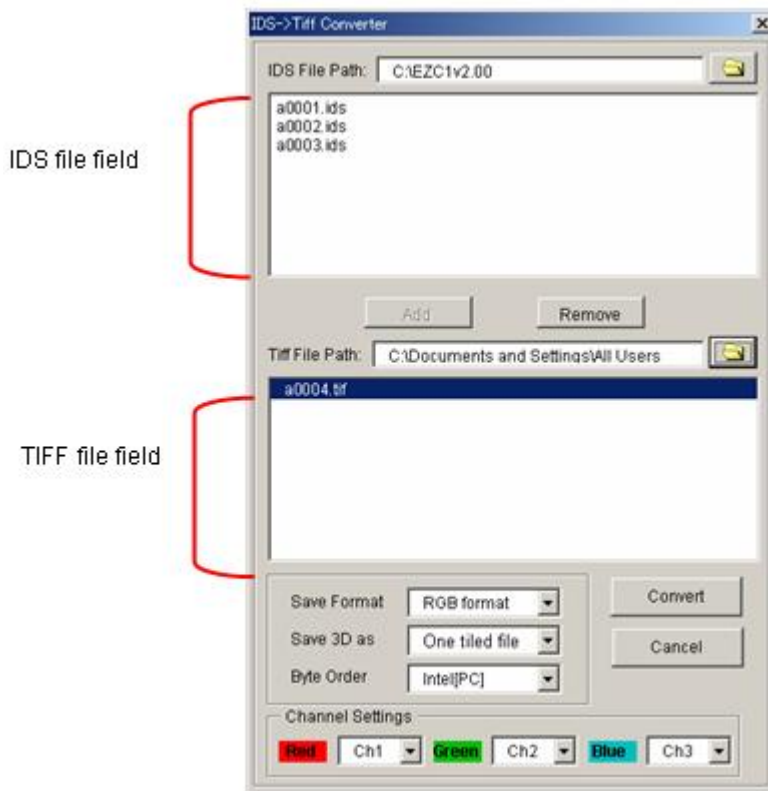 IDS->Tiff Converter
IDS File Path: C:\EZC1v2.00
a0001.ids
a0002.ids
a0003.ids
IDS file field
Add Remove
Tiff File Path: C:\Documents and Settings\All Users
a0004.tif
TIFF file field
Save Format RGB format Convert
Save 3D as One tiled file Cancel
Byte Order Intel[PC]
Channel Settings
Red Ch1 Green Ch2 Blue Ch3